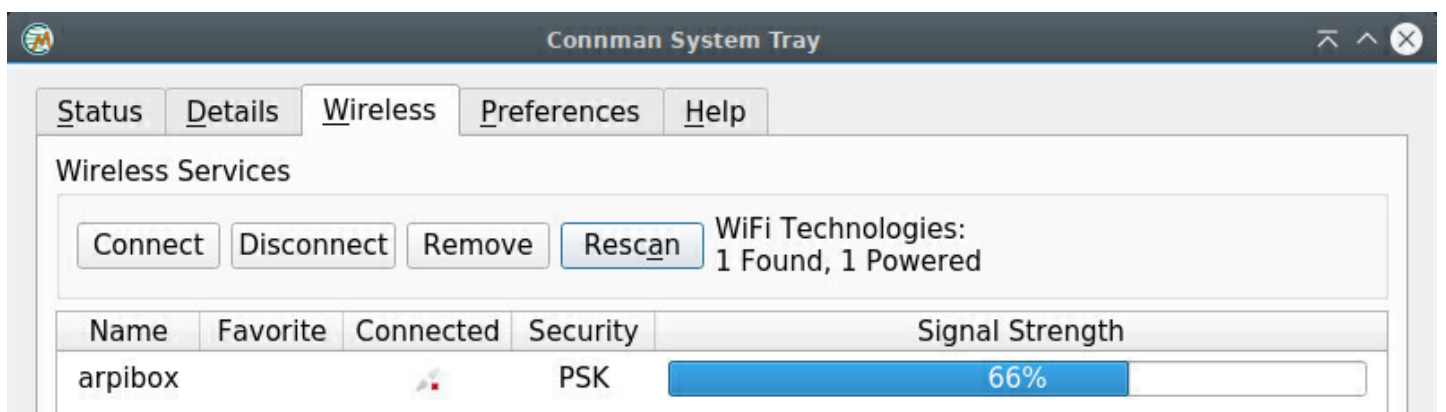 Connman System Tray
Status Details Wireless Preferences Help
Wireless Services
Connect Disconnect Remove Rescan WiFi Technologies:
1 Found, 1 Powered
Name Favorite Connected Security Signal Strength
arpibox PSK 66%